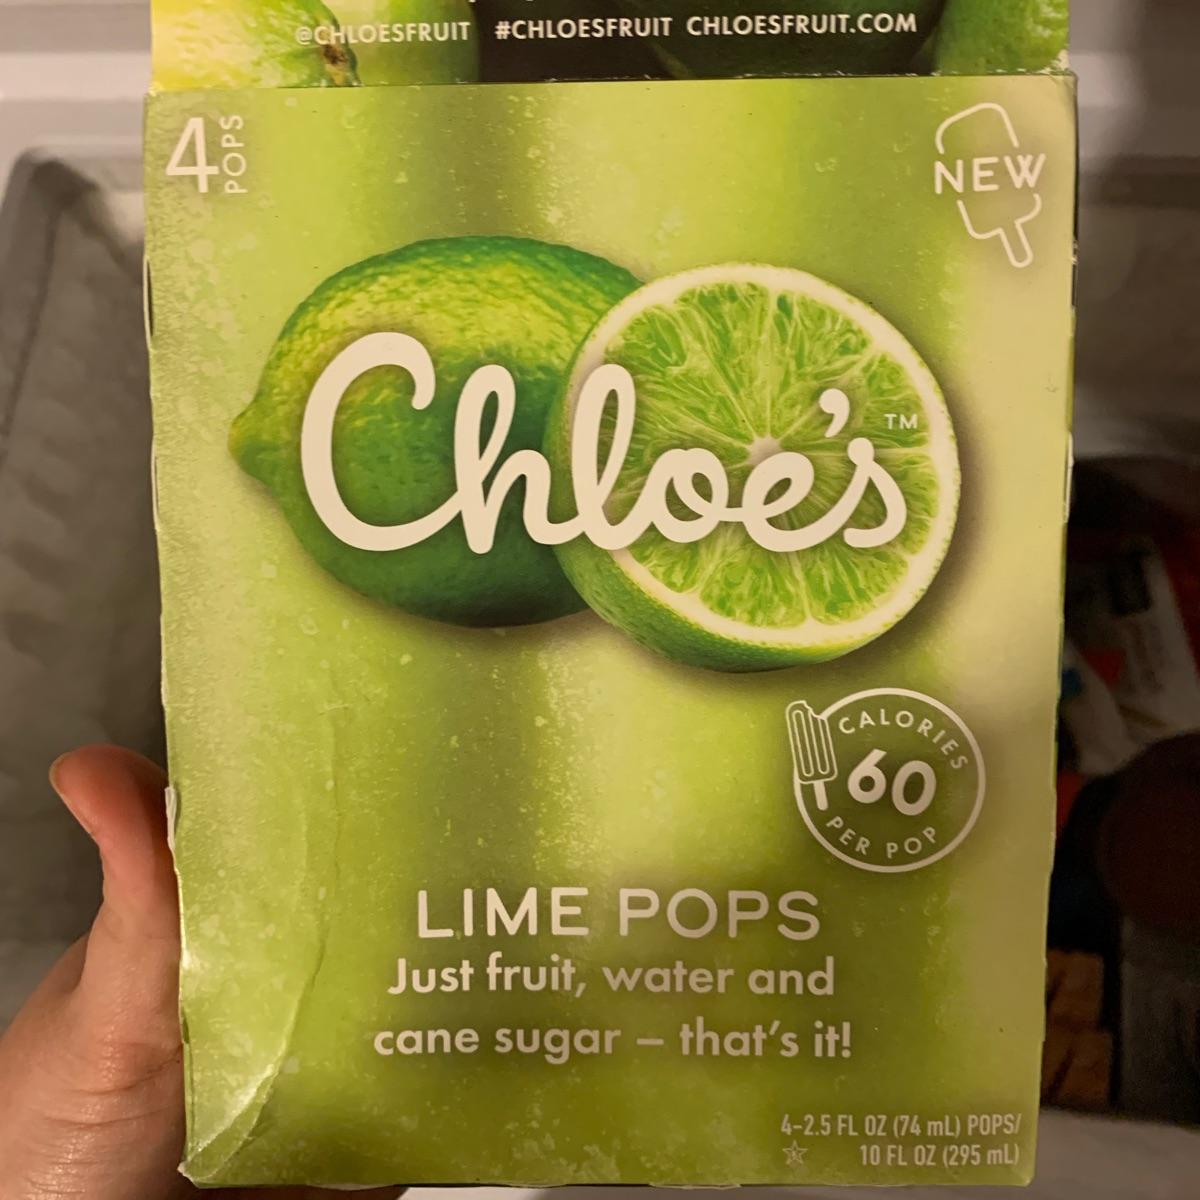 @CHLOESFRUIT #CHLOESFRUIT CHLOESFRUIT.COM
4 POPS
NEW
Chloe's™
CALORIES
60
PER POP
LIME POPS
Just fruit, water and
cane sugar – that's it!
4-2.5 FL OZ (74 mL) POPS/
10 FL OZ (295 mL)